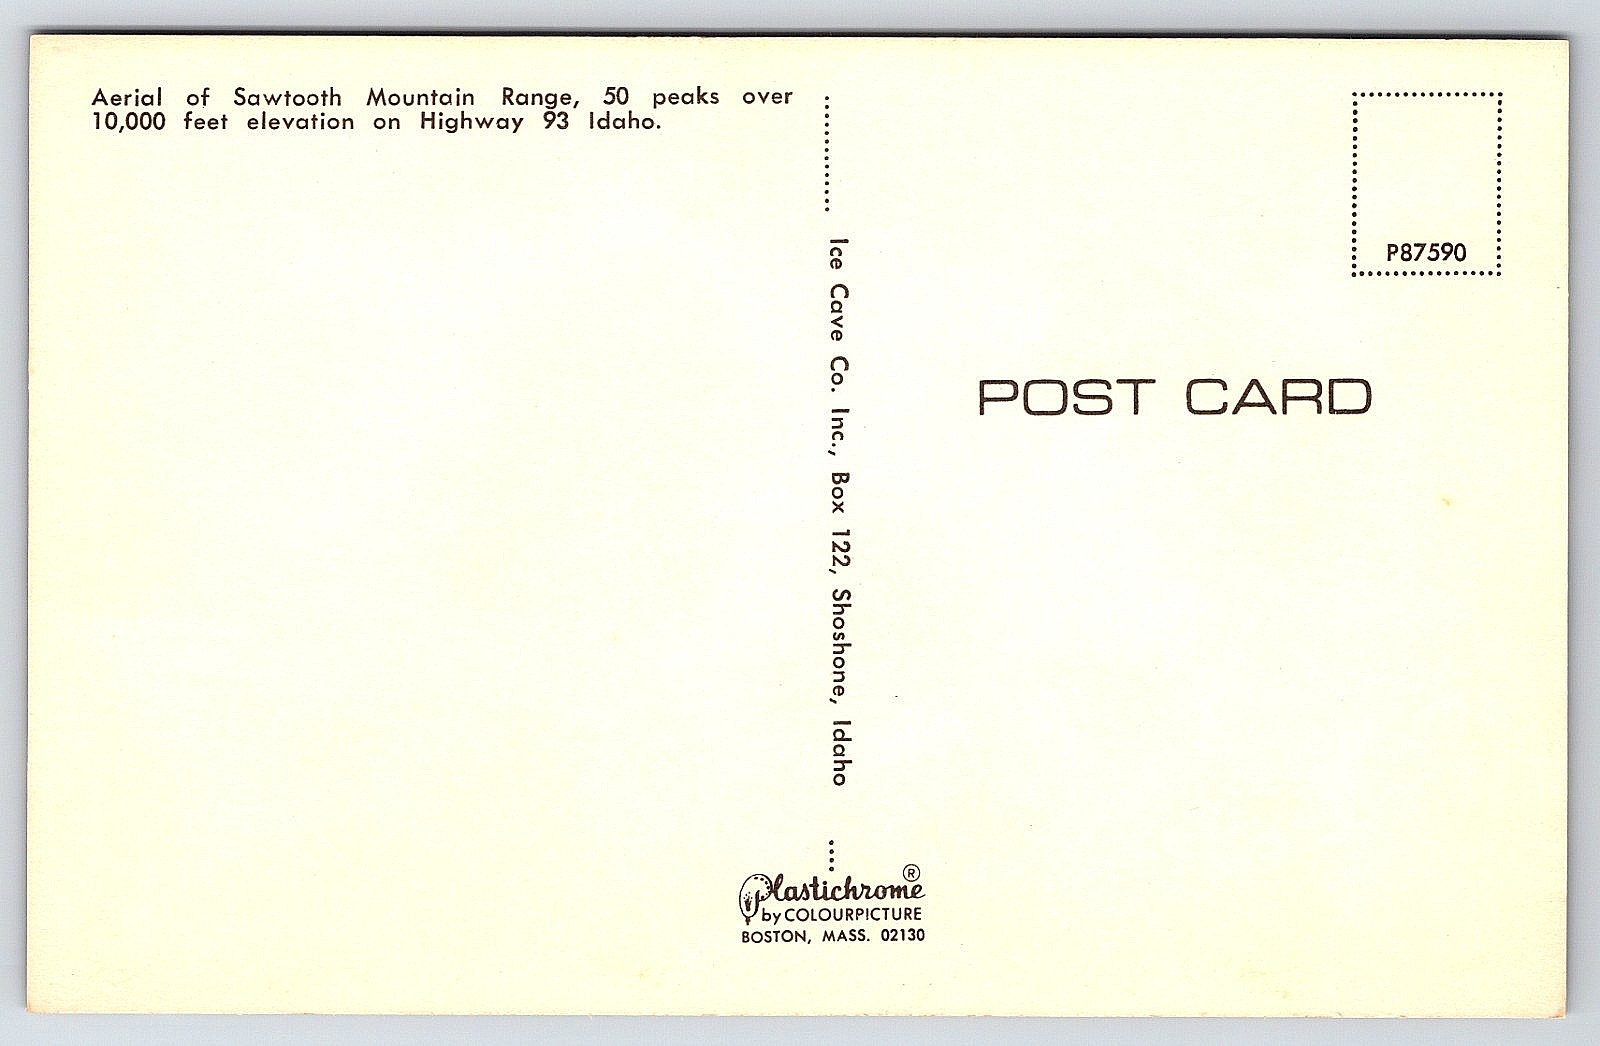 Aerial of Sawtooth Mountain Range, 50 peaks over
10,000 feet elevation on Highway 93 Idaho.
Ice Cave Co. Inc., Box 122, Shoshone, Idaho
P87590
POST CARD
Plastichrome ®
by COLOURPICTURE
BOSTON, MASS. 02130